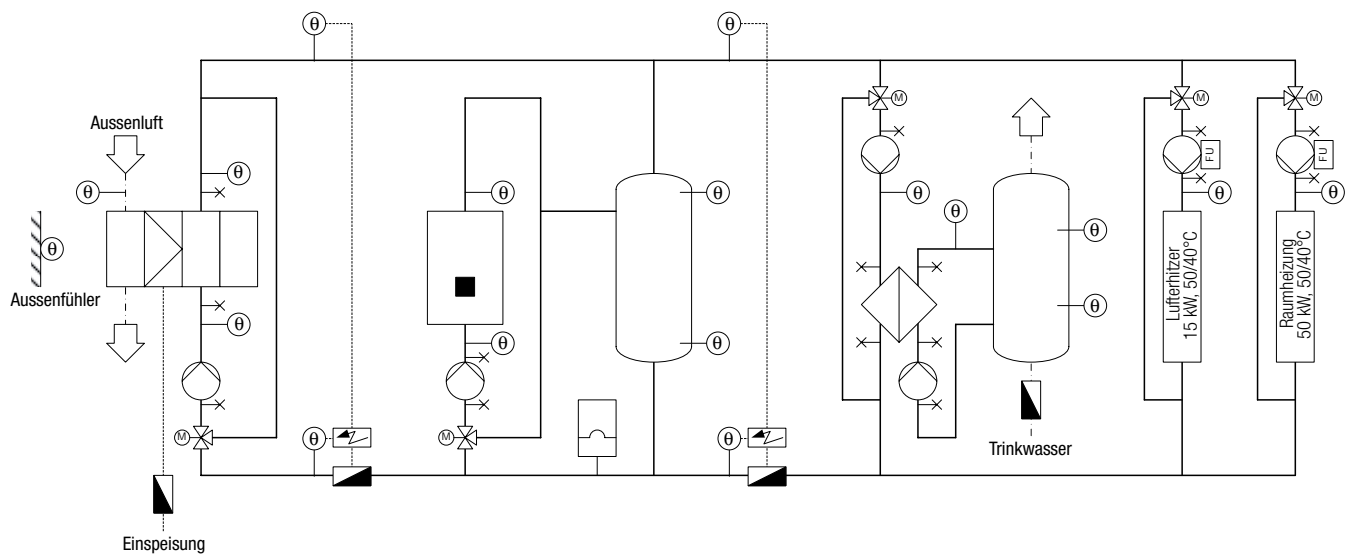 θ
θ
M
M
M
Aussenluft
θ
FU
FU
θ
θ
θ
θ
θ
θ
θ
θ
θ
θ
Aussenfühler
Lufterhitzer
15 kW, 50/40°C
Raumheizung
50 kW, 50/40°C
θ
θ
θ
θ
M
θ
M
θ
Trinkwasser
Einspeisung